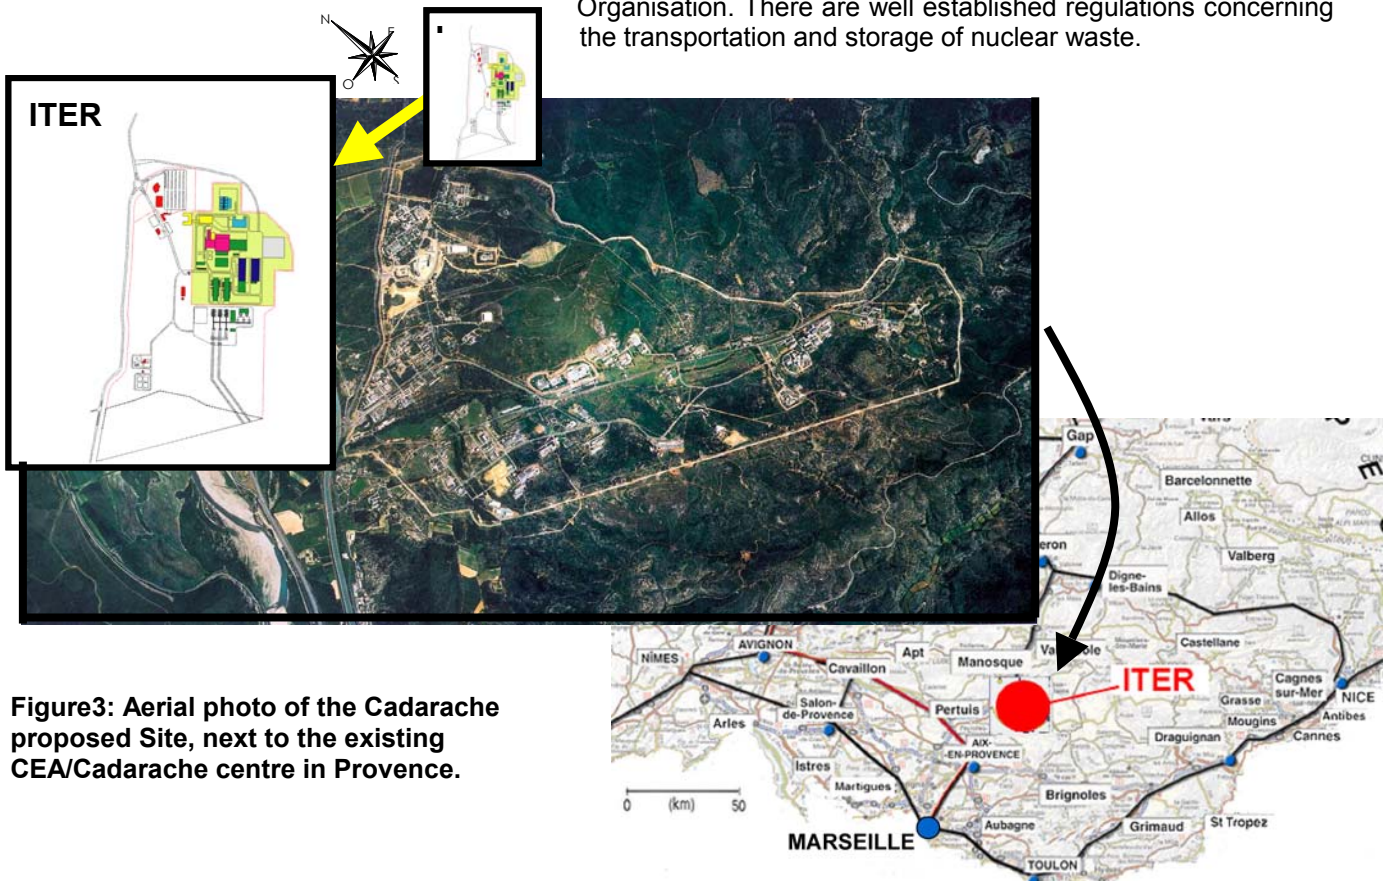 Organisation. There are well established regulations concerning
the transportation and storage of nuclear waste.
N
E
O
S
ITER
Gap
Barcelonnette
Allos
Valberg
eron
Digne-
les-Bains
Castellane
AVIGNON
NÎMES
Apt
Cavaillon
Manosque
ITER
Cagnes
sur-Mer
NICE
Grasse
Antibes
Mougins
Cannes
Draguignan
Salon-
de-Provence
Arles
Pertuis
AIX-
-EN-PROVENCE
Istres
Martigues
Brignoles
0 (km) 50
Aubagne
Grimaud
St Tropez
MARSEILLE
TOULON
Figure3: Aerial photo of the Cadarache
proposed Site, next to the existing
CEA/Cadarache centre in Provence.